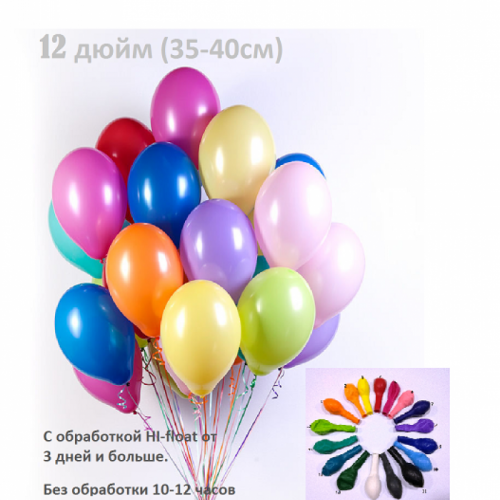 12 дюйм (35-40см)
С обработкой HI-float от
3 дней и больше.
Без обработки 10-12 часов